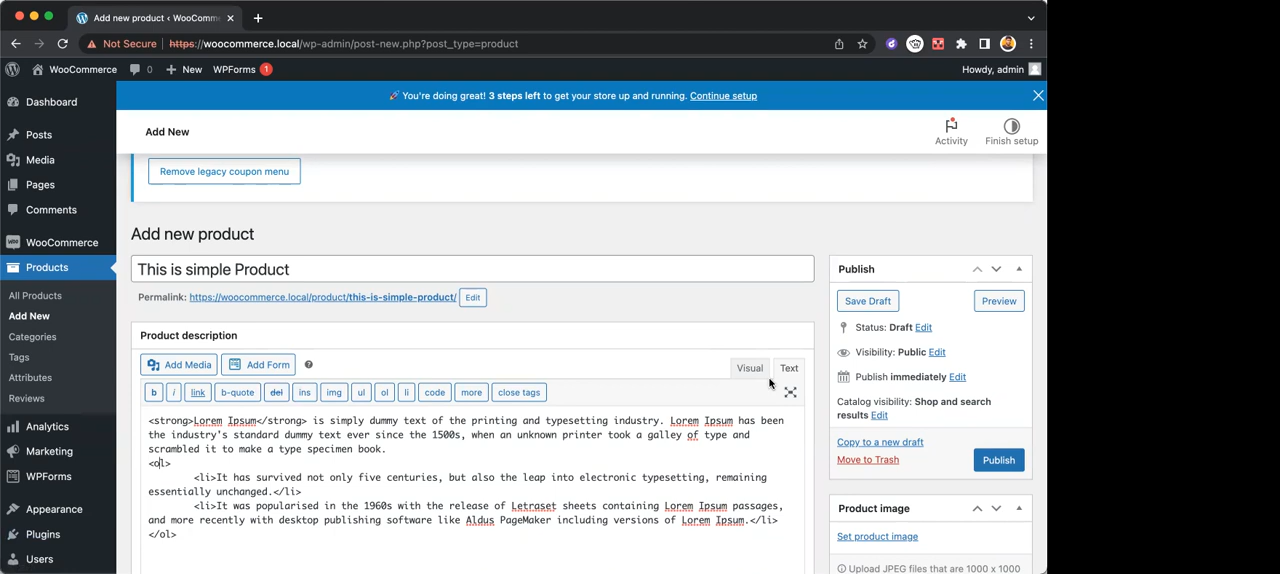 Add new product ‹ WooComm
Not Secure https://woocommerce.local/wp-admin/post-new.php?post_type=product
WooCommerce 0 New WPForms 1 Howdy, admin
🚀 You're doing great! 3 steps left to get your store up and running. Continue setup
Dashboard
Posts
Media
Pages
Comments
WooCommerce
Products
All Products
Add New
Categories
Tags
Attributes
Reviews
Analytics
Marketing
WPForms
Appearance
Plugins
Users
Add New
Activity
Finish setup
Remove legacy coupon menu
Add new product
This is simple Product
Permalink: https://woocommerce.local/product/this-is-simple-product/ Edit
Product description
Add Media Add Form ?
Visual Text
b i link b-quote del ins img ul ol li code more close tags
<strong>Lorem Ipsum</strong> is simply dummy text of the printing and typesetting industry. Lorem Ipsum has been
the industry's standard dummy text ever since the 1500s, when an unknown printer took a galley of type and
scrambled it to make a type specimen book.
<ol>
<li>It has survived not only five centuries, but also the leap into electronic typesetting, remaining
essentially unchanged.</li>
<li>It was popularised in the 1960s with the release of Letraset sheets containing Lorem Ipsum passages,
and more recently with desktop publishing software like Aldus PageMaker including versions of Lorem Ipsum.</li>
</ol>
Publish
Save Draft Preview
Status: Draft Edit
Visibility: Public Edit
Publish immediately Edit
Catalog visibility: Shop and search
results Edit
Copy to a new draft
Move to Trash Publish
Product image
Set product image
Upload JPEG files that are 1000 x 1000